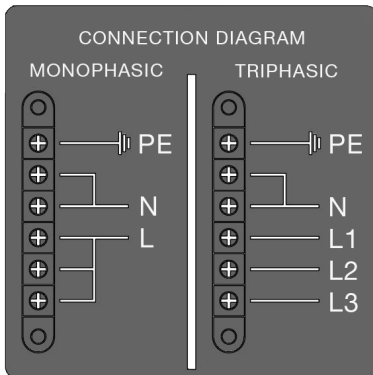 CONNECTION DIAGRAM
MONOPHASIC
PE
N
L
TRIPHASIC
PE
N
L1
L2
L3